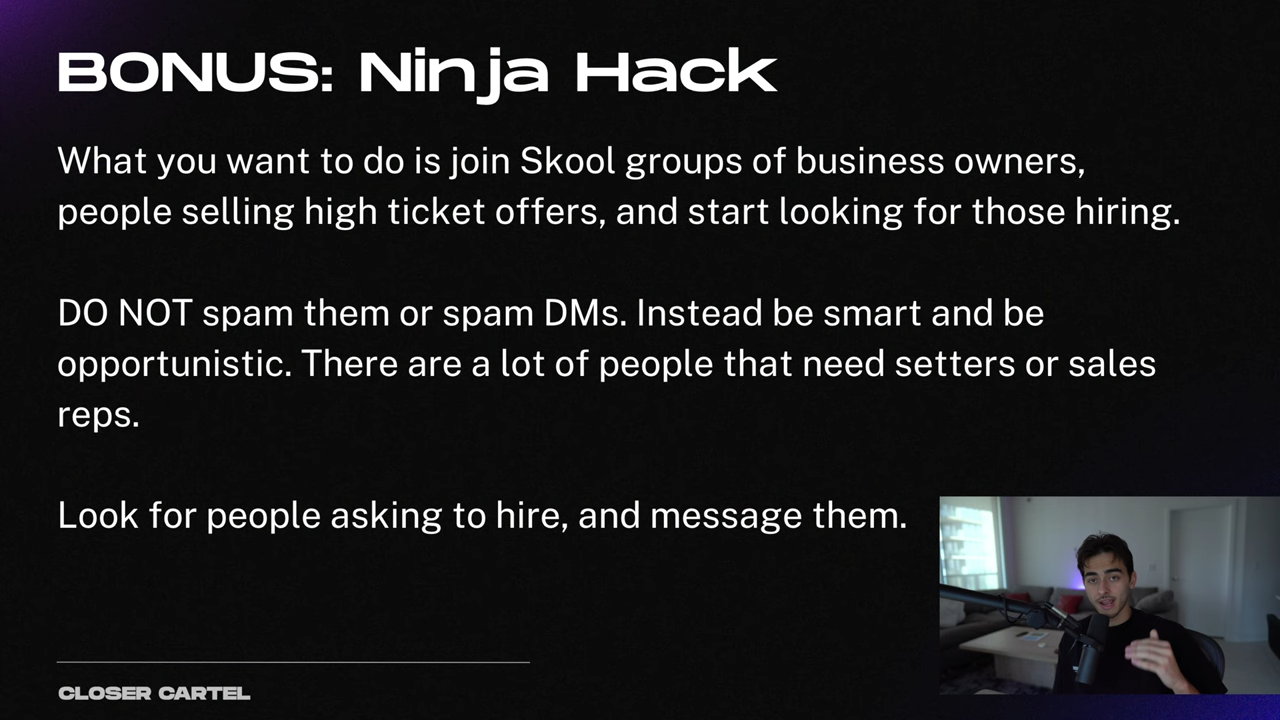 BONUS: Ninja Hack
What you want to do is join Skool groups of business owners,
people selling high ticket offers, and start looking for those hiring.
DO NOT spam them or spam DMs. Instead be smart and be
opportunistic. There are a lot of people that need setters or sales
reps.
Look for people asking to hire, and message them.
CLOSER CARTEL